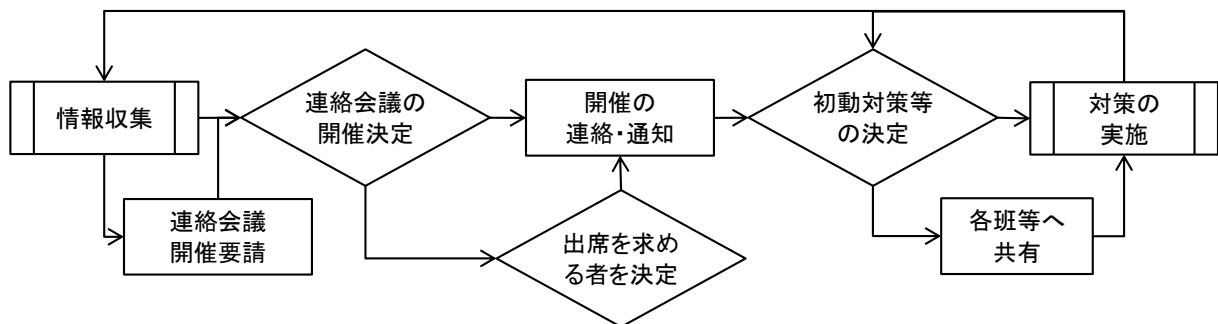 情報収集
連絡会議
開催要請
連絡会議の
開催決定
出席を求め
る者を決定
開催の
連絡・通知
初動対策等
の決定
各班等へ
共有
対策の
実施